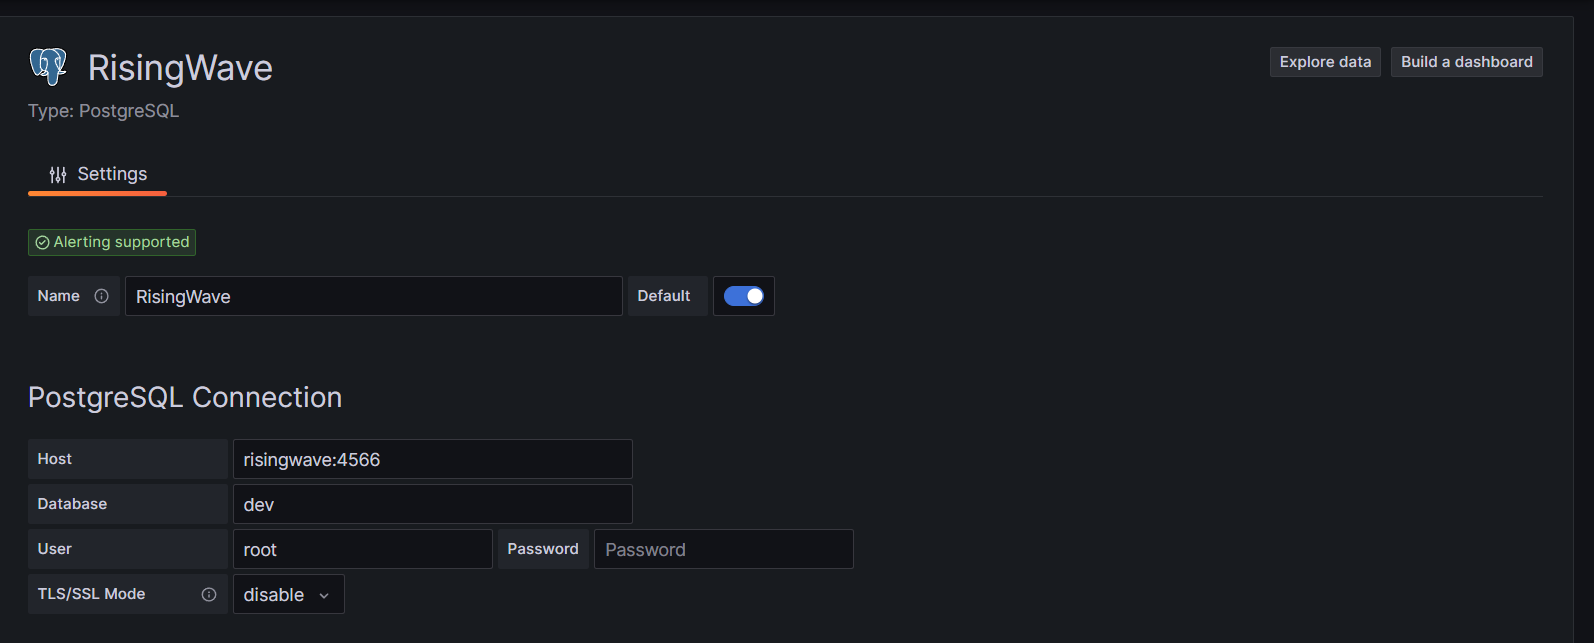 RisingWave
Explore data
Build a dashboard
Type: PostgreSQL
Settings
Alerting supported
Name
RisingWave
Default
PostgreSQL Connection
Host
risingwave:4566
Database
dev
User
root
Password
Password
TLS/SSL Mode
disable